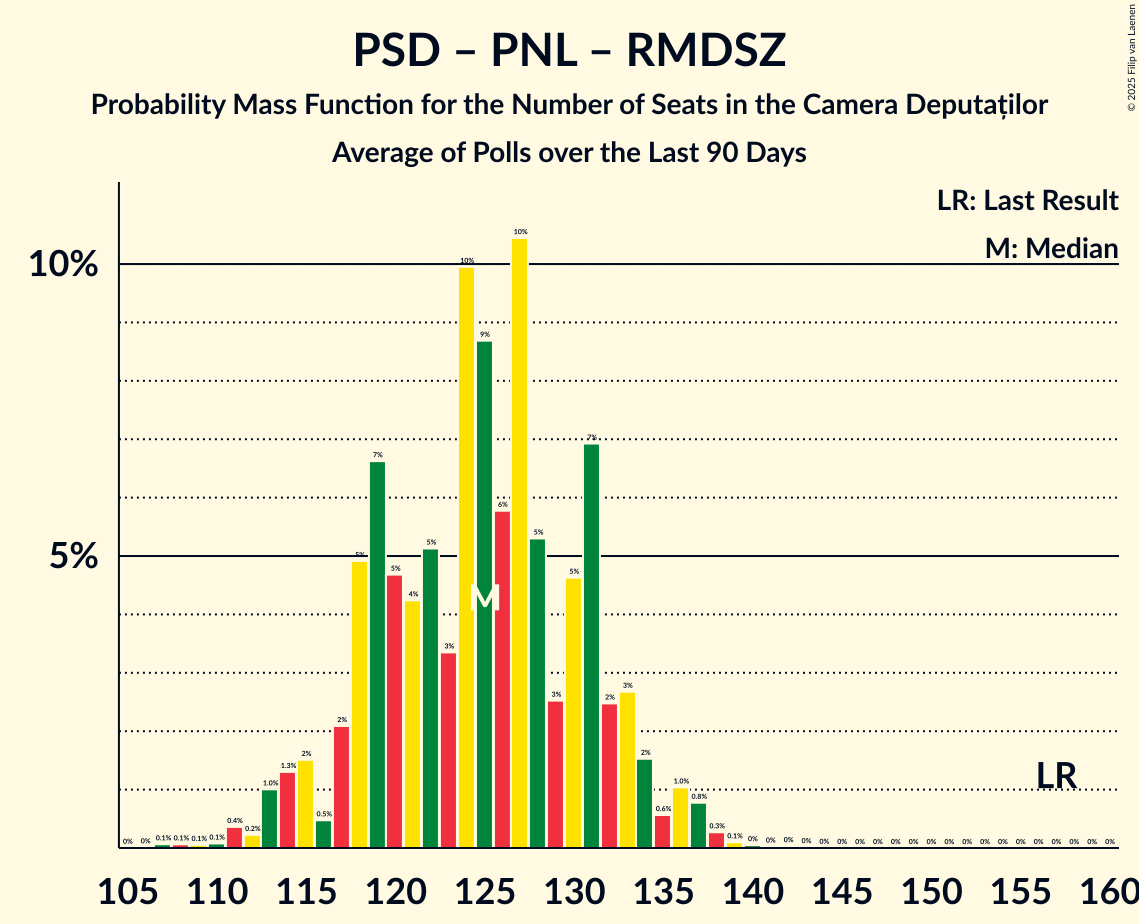 PSD – PNL – RMDSZ
Probability Mass Function for the Number of Seats in the Camera Deputaților
Average of Polls over the Last 90 Days
© 2025 Filip van Laenen
LR: Last Result
M: Median
10%
5%
0% 0% 0.1% 0.1% 0.1% 0.1% 0.4% 0.2% 1.0% 1.3% 2% 0.5% 2% 5% 7% 5% 4% 5% 3% 10% 9% 6% 10% 5% 3% 5% 7% 2% 3% 2% 0.6% 1.0% 0.8% 0.3% 0.1% 0% 0% 0% 0% 0% 0% 0% 0% 0% 0% 0% 0% 0% 0% 0% 0% 0% 0% 0% 0% 0%
M
LR
105 110 115 120 125 130 135 140 145 150 155 160